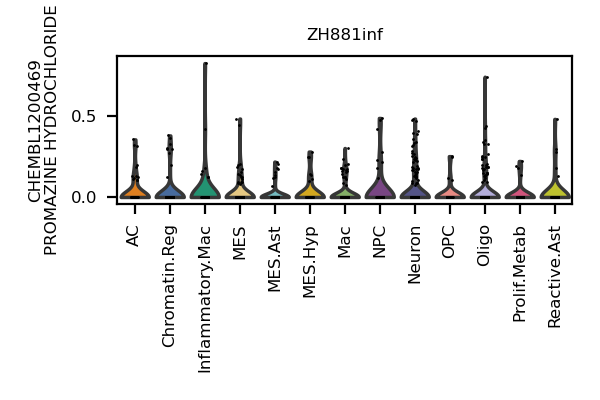 ZH881inf
CHEMBL1200469
PROMAZINE HYDROCHLORIDE
0.5
0.0
AC
Chromatin.Reg
Inflammatory.Mac
MES
MES.Ast
MES.Hyp
Mac
NPC
Neuron
OPC
Oligo
Prolif.Metab
Reactive.Ast